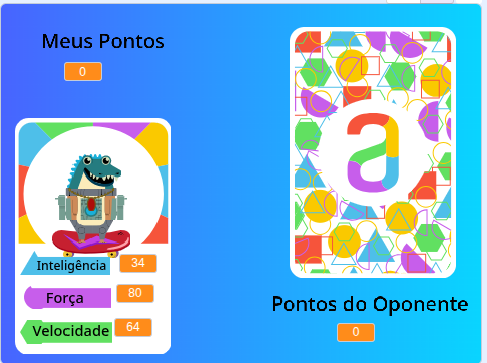 Meus Pontos
0
Inteligência 34
Força 80
Velocidade 64
a
Pontos do Oponente
0